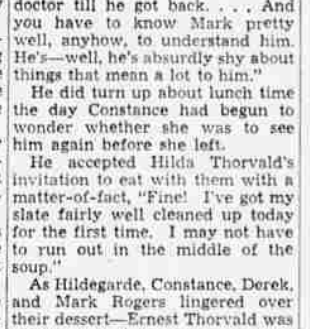 doctor till he got back. . . . And
you have to know Mark pretty
well, anyhow, to understand him.
He's—well, he's absurdly shy about
things that mean a lot to him."
He did turn up about lunch time
the day Constance had begun to
wonder whether she was to see
him again before she left.
He accepted Hilda Thorvald's
invitation to eat with them with a
matter-of-fact, "Fine! I've got my
slate fairly well cleaned up today
for the first time. I may not have
to run out in the middle of the
soup."
As Hildegarde, Constance, Derek,
and Mark Rogers lingered over
their dessert—Ernest Thorvald was